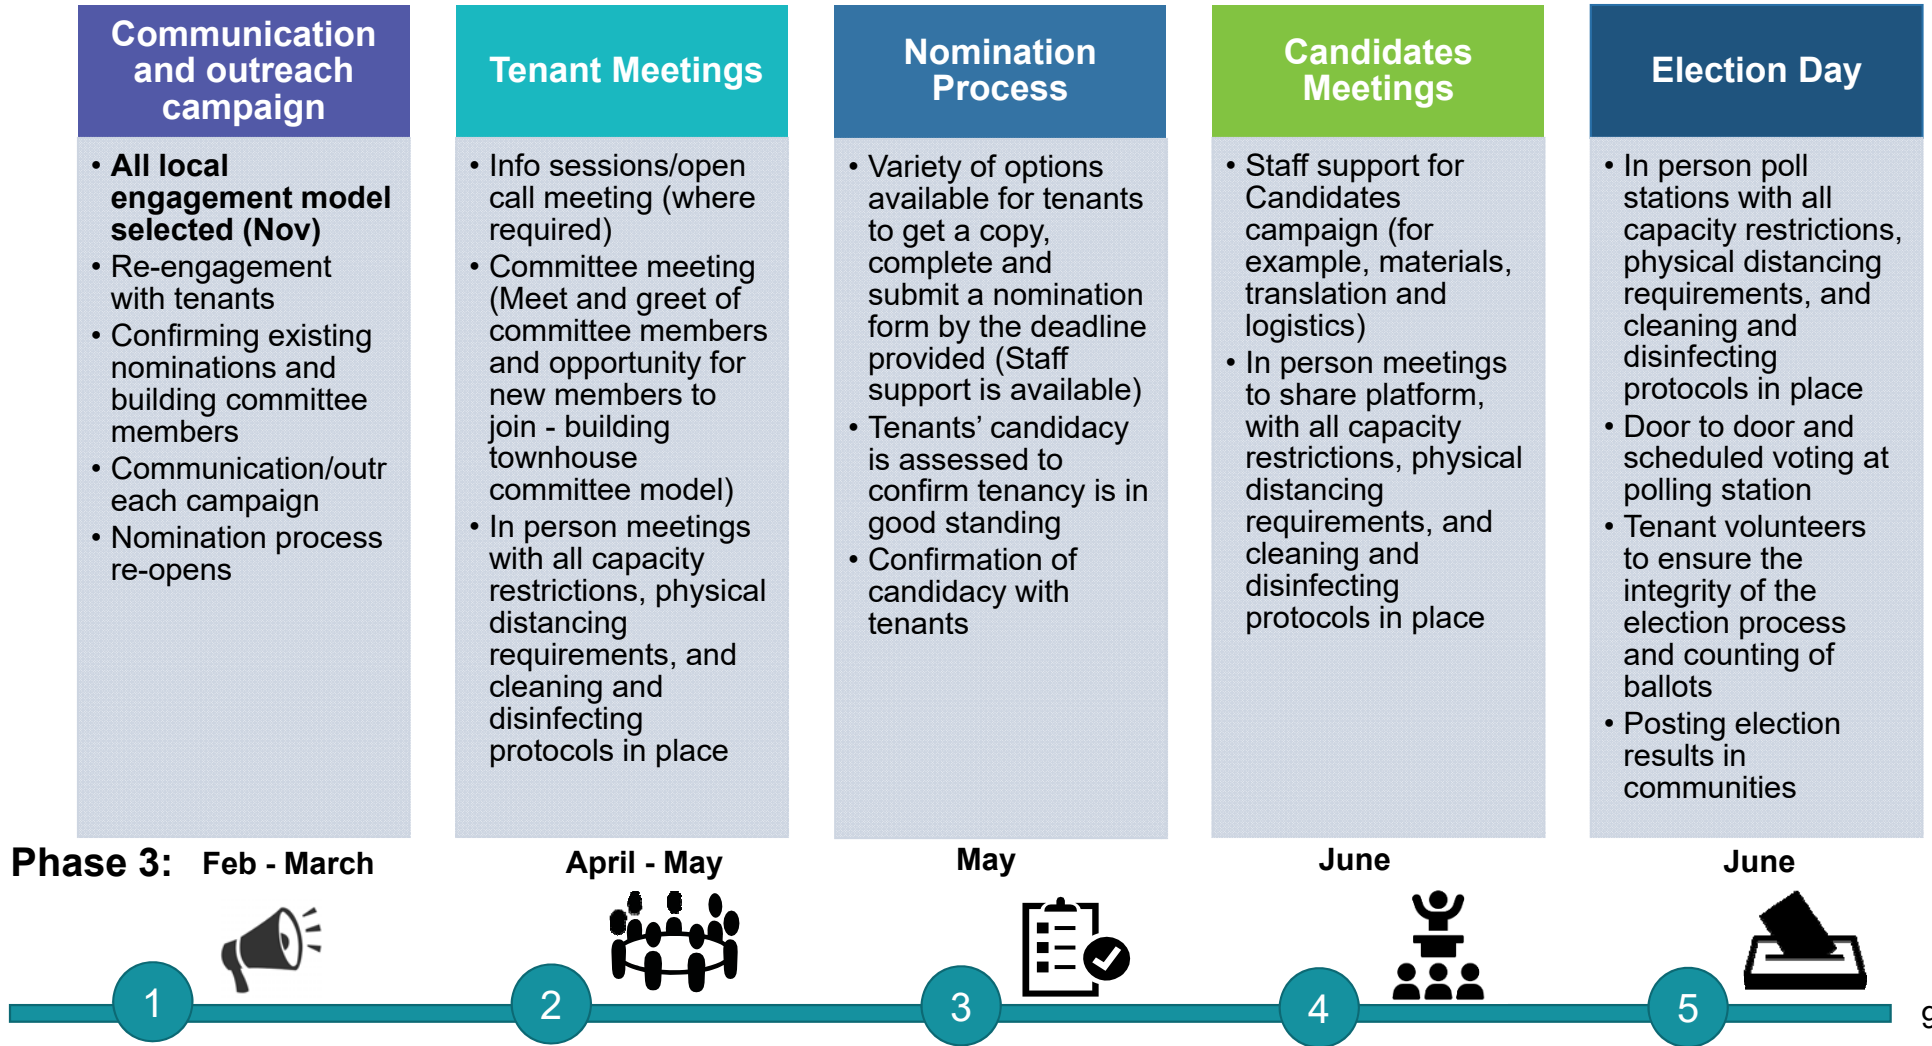 Communication
and outreach
campaign
• All local
engagement model
selected (Nov)
• Re-engagement
with tenants
• Confirming existing
nominations and
building committee
members
• Communication/outr
each campaign
• Nomination process
re-opens
Tenant Meetings
• Info sessions/open
call meeting (where
required)
• Committee meeting
(Meet and greet of
committee members
and opportunity for
new members to
join - building
townhouse
committee model)
• In person meetings
with all capacity
restrictions, physical
distancing
requirements, and
cleaning and
disinfecting
protocols in place
Nomination
Process
• Variety of options
available for tenants
to get a copy,
complete and
submit a nomination
form by the deadline
provided (Staff
support is available)
• Tenants’ candidacy
is assessed to
confirm tenancy is in
good standing
• Confirmation of
candidacy with
tenants
Candidates
Meetings
• Staff support for
Candidates
campaign (for
example, materials,
translation and
logistics)
• In person meetings
to share platform,
with all capacity
restrictions, physical
distancing
requirements, and
cleaning and
disinfecting
protocols in place
Election Day
• In person poll
stations with all
capacity restrictions,
physical distancing
requirements, and
cleaning and
disinfecting
protocols in place
• Door to door and
scheduled voting at
polling station
• Tenant volunteers
to ensure the
integrity of the
election process
and counting of
ballots
• Posting election
results in
communities
Phase 3: Feb - March
April - May
May
June
June
1
2
3
4
5
9